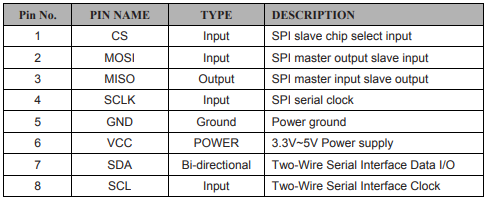 Pin No. PIN NAME TYPE DESCRIPTION
1 CS Input SPI slave chip select input
2 MOSI Input SPI master output slave input
3 MISO Output SPI master input slave output
4 SCLK Input SPI serial clock
5 GND Ground Power ground
6 VCC POWER 3.3V~5V Power supply
7 SDA Bi-directional Two-Wire Serial Interface Data I/O
8 SCL Input Two-Wire Serial Interface Clock